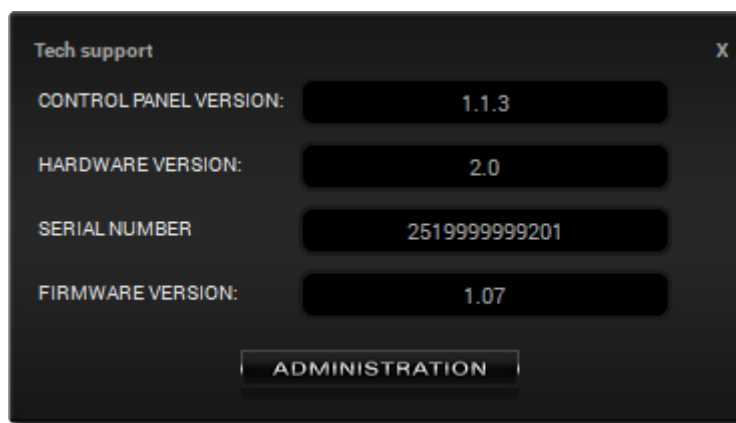 Tech support X
CONTROL PANEL VERSION: 1.1.3
HARDWARE VERSION: 2.0
SERIAL NUMBER 2519999999201
FIRMWARE VERSION: 1.07
ADMINISTRATION